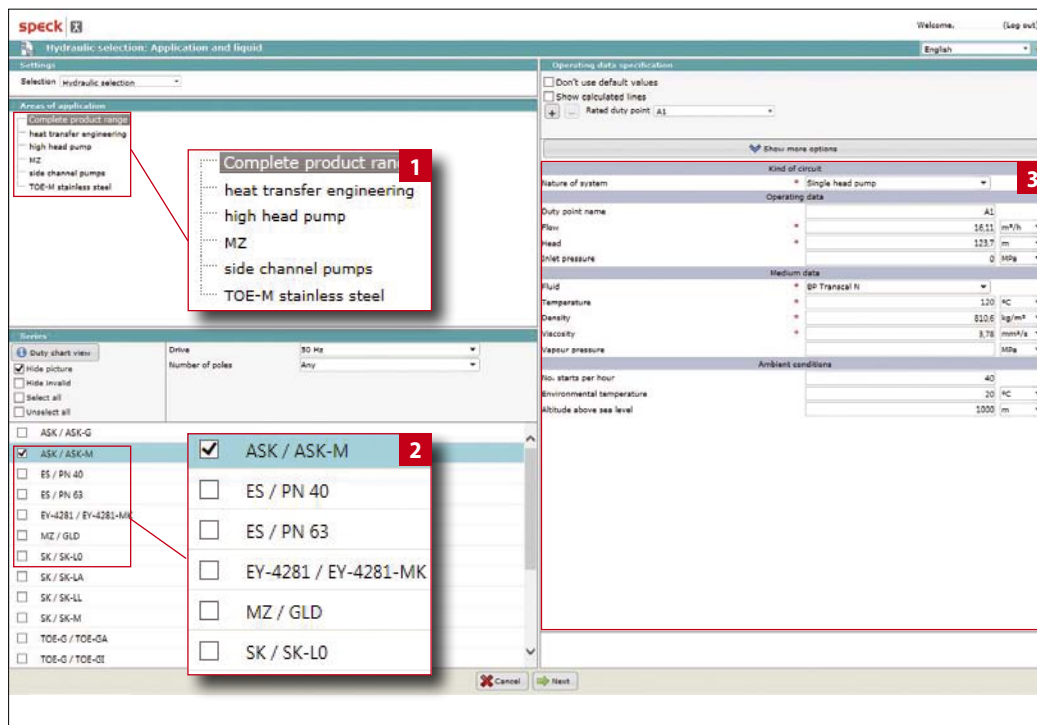 speck
Welcome. (Log out)
Hydraulic selection: Application and liquid
English
Settings
Selection Hydraulic selection
Areas of application
Complete product range
heat transfer engineering
high head pump
MZ
side channel pumps
TOE-M stainless steel
Complete product ran
1
heat transfer engineering
high head pump
MZ
side channel pumps
TOE-M stainless steel
Series
Duty chart view
Hide picture
Hide invalid
Select all
Unselect all
Drive 50 Hz
Number of poles Any
ASK / ASK-G
ASK / ASK-M
ES / PN 40
ES / PN 63
EY-4281 / EY-4281-MK
MZ / GLD
SK / SK-L0
SK / SK-LA
SK / SK-LL
SK / SK-M
TOE-G / TOE-GA
TOE-G / TOE-GI
ASK / ASK-M
2
ES / PN 40
ES / PN 63
EY-4281 / EY-4281-MK
MZ / GLD
SK / SK-L0
Operating data specification
Don't use default values
Show calculated lines
+ - Rated duty point A1
Show more options
Kind of circuit
3
Nature of system * Single head pump
Operating data
Duty point name A1
Flow * 16,11 m³/h
Head * 123,7 m
Inlet pressure 0 MPa
Medium data
Fluid * BP Transcal N
Temperature * 120 °C
Density * 810,6 kg/m³
Viscosity * 3,78 mm²/s
Vapour pressure MPa
Ambient conditions
No. starts per hour 40
Environmental temperature 20 °C
Altitude above sea level 1000 m
Cancel
Next